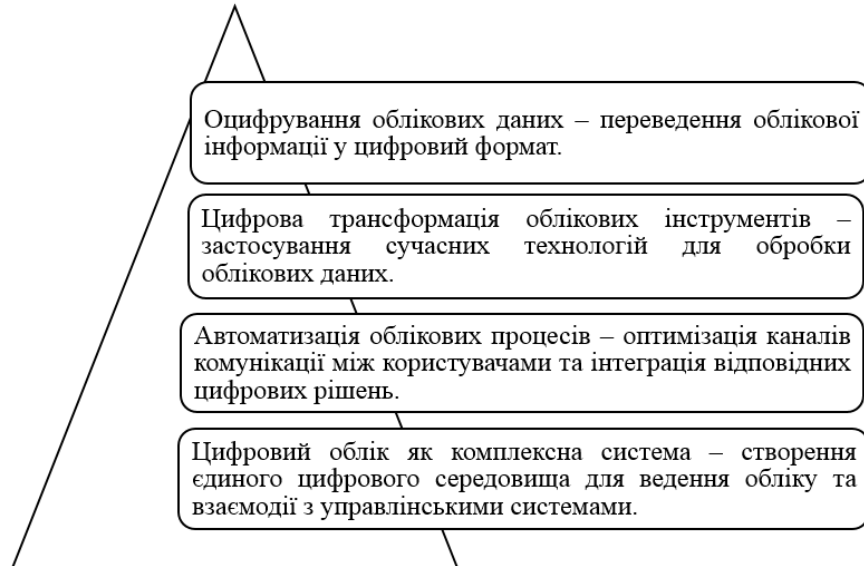 Оцифрування облікових даних – переведення облікової
інформації у цифровий формат.
Цифрова трансформація облікових інструментів –
застосування сучасних технологій для обробки
облікових даних.
Автоматизація облікових процесів – оптимізація каналів
комунікації між користувачами та інтеграція відповідних
цифрових рішень.
Цифровий облік як комплексна система – створення
єдиного цифрового середовища для ведення обліку та
взаємодії з управлінськими системами.